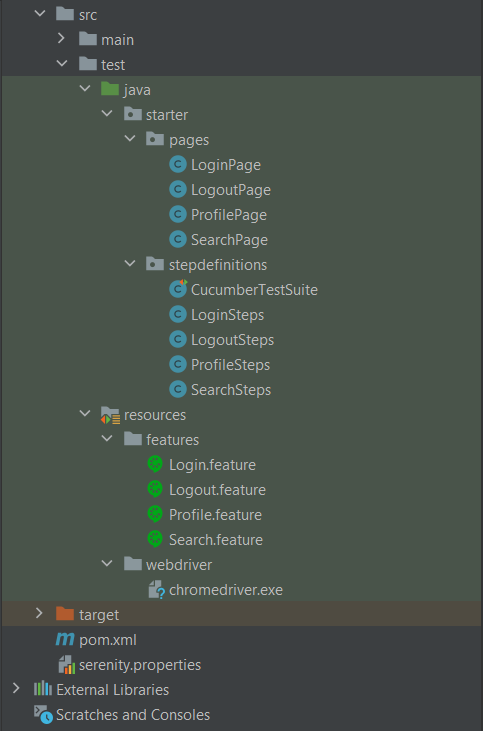 src
main
test
java
starter
pages
LoginPage
LogoutPage
ProfilePage
SearchPage
stepdefinitions
CucumberTestSuite
LoginSteps
LogoutSteps
ProfileSteps
SearchSteps
resources
features
Login.feature
Logout.feature
Profile.feature
Search.feature
webdriver
chromedriver.exe
target
pom.xml
serenity.properties
External Libraries
Scratches and Consoles